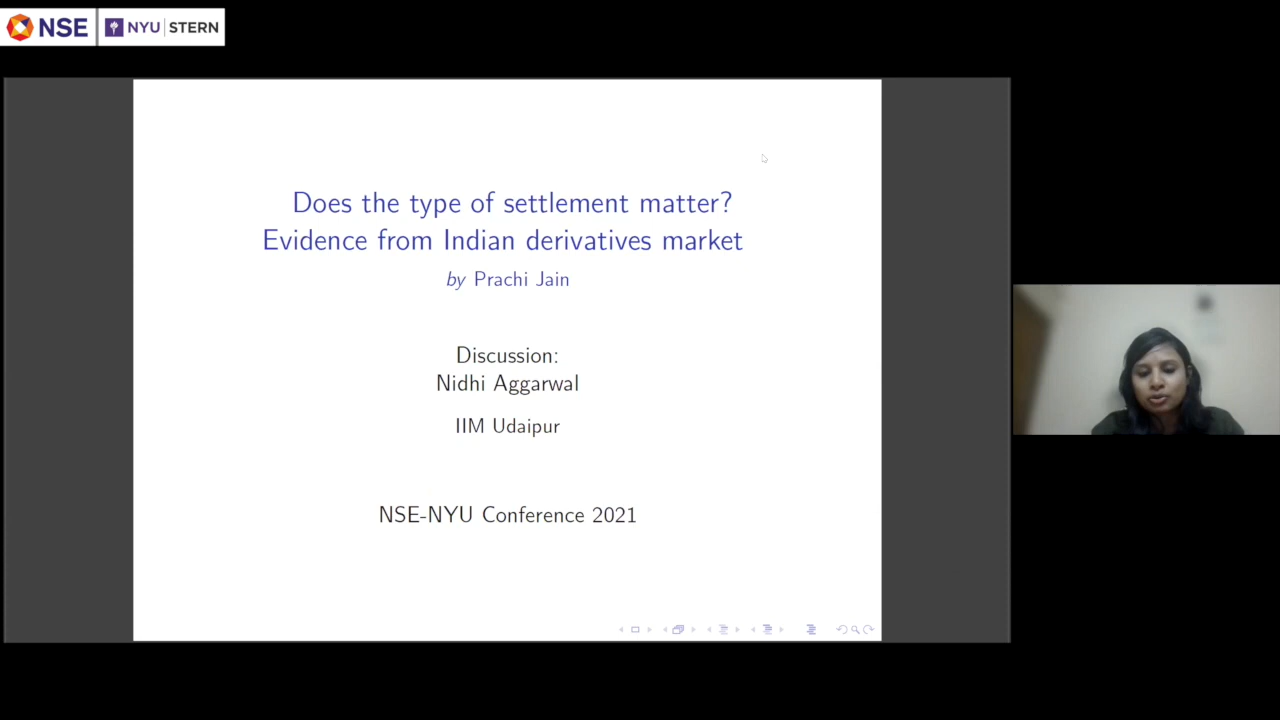 NSE NYU STERN
Does the type of settlement matter?
Evidence from Indian derivatives market
by Prachi Jain
Discussion:
Nidhi Aggarwal
IIM Udaipur
NSE-NYU Conference 2021